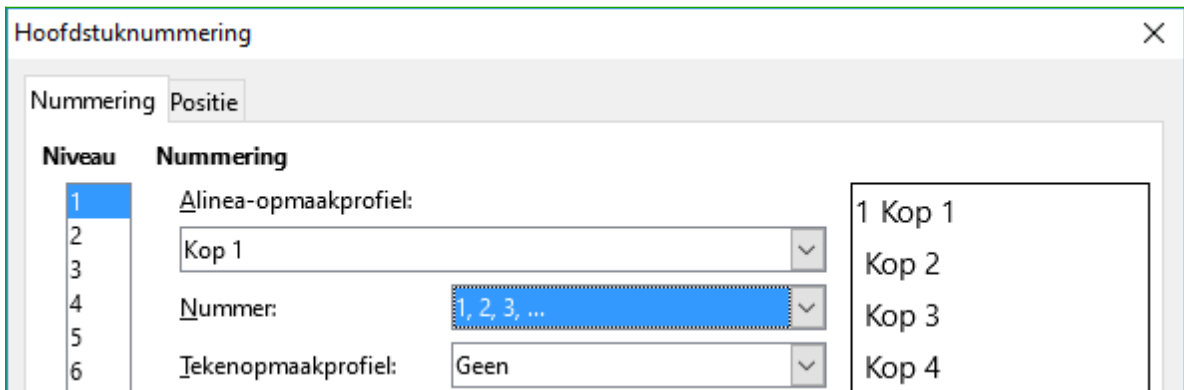 Hoofdstuknummering
Nummering Positie
Niveau Nummering
1 Alinea-opmaakprofiel:
2 Kop 1
3
4 Nummer: 1, 2, 3, ...
5
6 Tekenopmaakprofiel: Geen
1 Kop 1
Kop 2
Kop 3
Kop 4